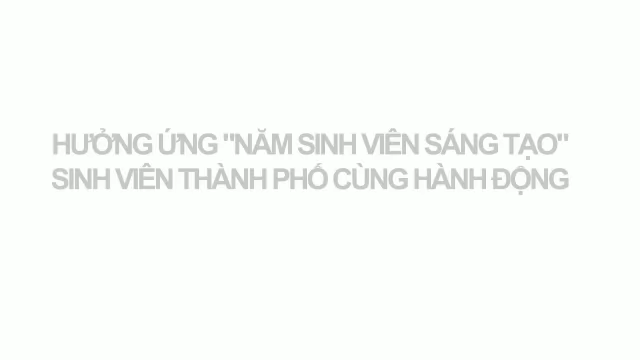 HƯỞNG ỨNG "NĂM SINH VIÊN SÁNG TẠO"
SINH VIÊN THÀNH PHỐ CÙNG HÀNH ĐỘNG